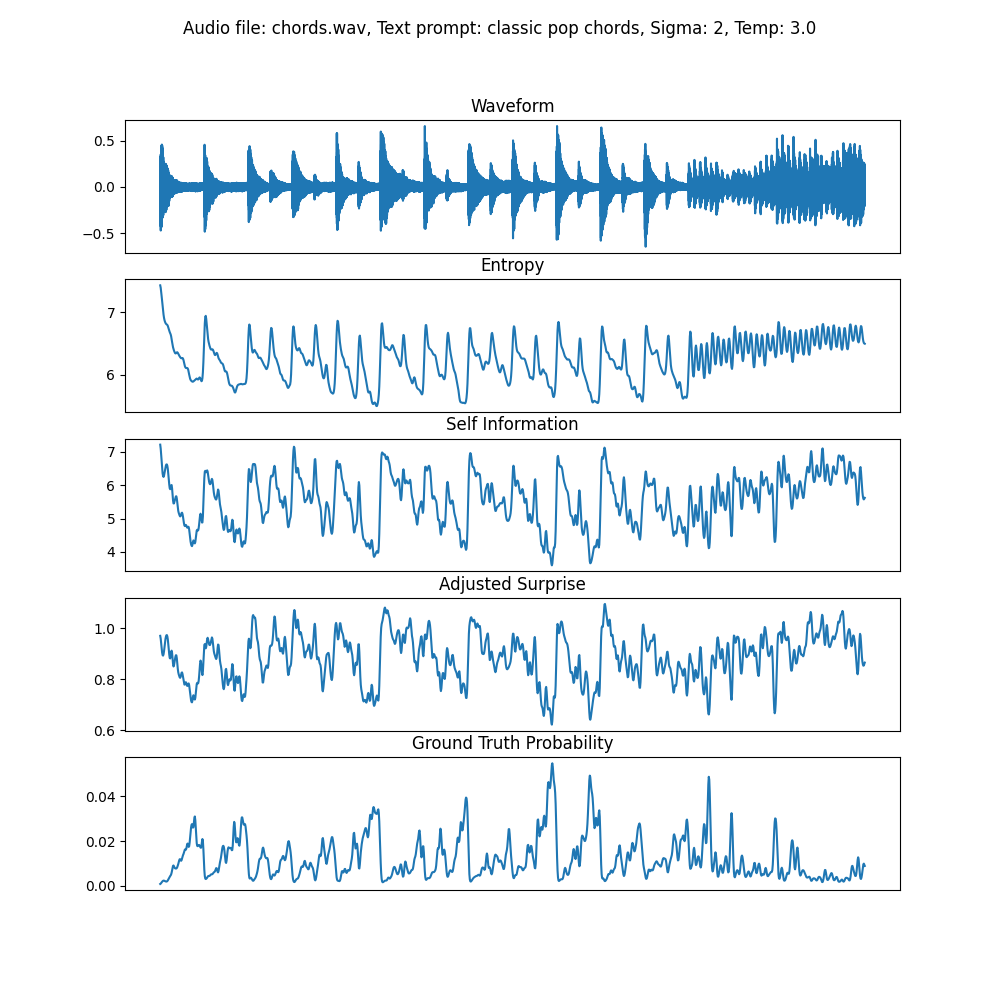 Audio file: chords.wav, Text prompt: classic pop chords, Sigma: 2, Temp: 3.0
Waveform
0.5
0.0
−0.5
Entropy
7
6
Self Information
7
6
5
4
Adjusted Surprise
1.0
0.8
0.6
Ground Truth Probability
0.04
0.02
0.00